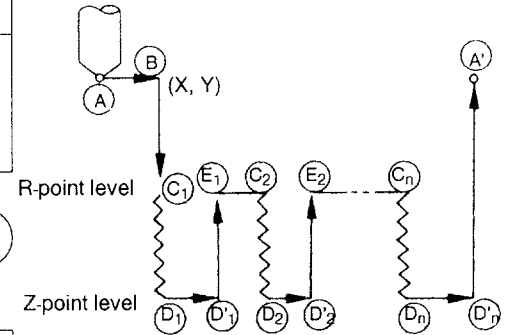 B
A'
A
(X, Y)
E1 C2 E2 Cn
R-point level C1
Z-point level
D1 D'1 D2 D'2 Dn D'n